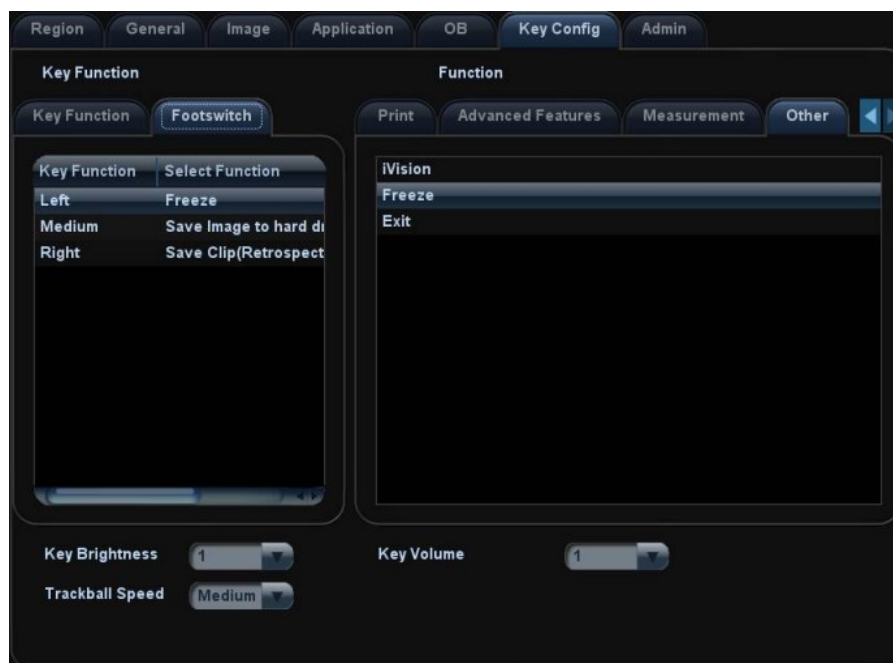 Region General Image Application OB Key Config Admin
Key Function Function
Key Function Footswitch Print Advanced Features Measurement Other
Key Function Select Function
Left Freeze
Medium Save Image to hard
Right Save Clip(Retrospect
iVision
Freeze
Exit
Key Brightness 1 Key Volume 1
Trackball Speed Medium